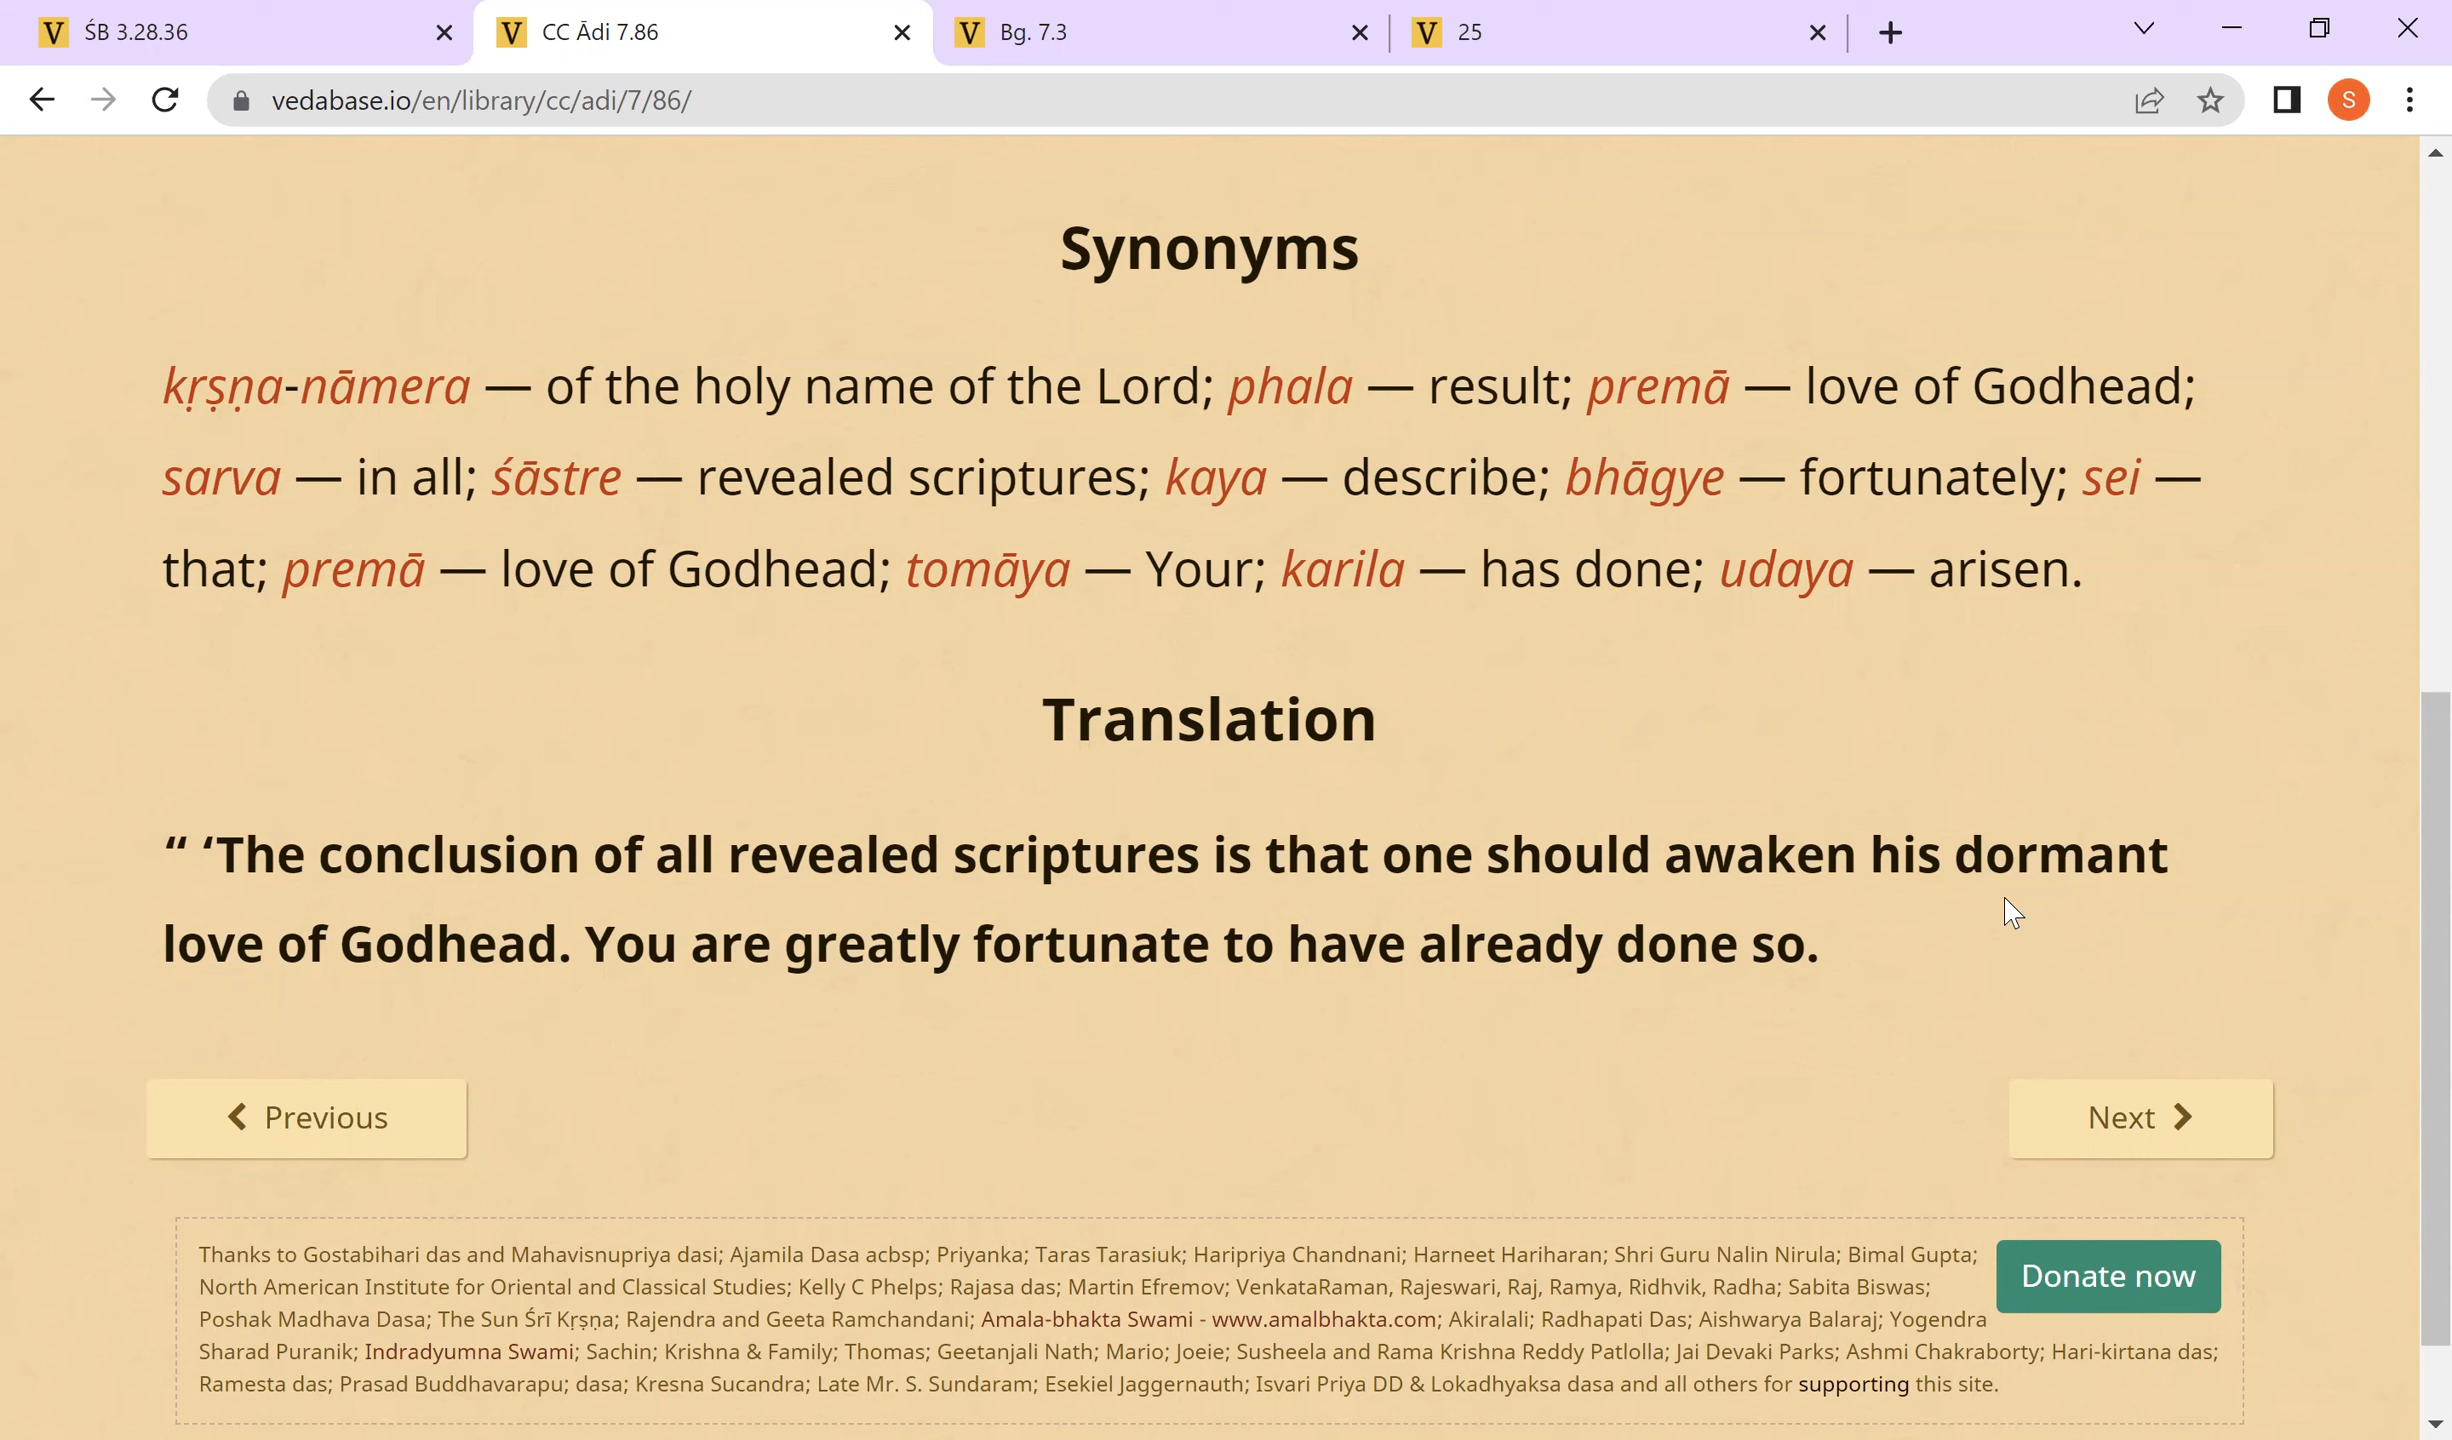 ŚB 3.28.36
CC Ādi 7.86
Bg. 7.3
25
vedabase.io/en/library/cc/adi/7/86/
S
Synonyms
kṛṣṇa-nāmera — of the holy name of the Lord; phala — result; premā — love of Godhead;
sarva — in all; śāstre — revealed scriptures; kaya — describe; bhāgye — fortunately; sei —
that; premā — love of Godhead; tomāya — Your; karila — has done; udaya — arisen.
Translation
“ ‘The conclusion of all revealed scriptures is that one should awaken his dormant
love of Godhead. You are greatly fortunate to have already done so.
Previous
Next
Thanks to Gostabihari das and Mahavisnupriya dasi; Ajamila Dasa acbsp; Priyanka; Taras Tarasiuk; Haripriya Chandnani; Harneet Hariharan; Shri Guru Nalin Nirula; Bimal Gupta;
North American Institute for Oriental and Classical Studies; Kelly C Phelps; Rajasa das; Martin Efremov; VenkataRaman, Rajeswari, Raj, Ramya, Ridhvik, Radha; Sabita Biswas;
Poshak Madhava Dasa; The Sun Śrī Kṛṣṇa; Rajendra and Geeta Ramchandani; Amala-bhakta Swami - www.amalbhakta.com; Akiralali; Radhapati Das; Aishwarya Balaraj; Yogendra
Sharad Puranik; Indradyumna Swami; Sachin; Krishna & Family; Thomas; Geetanjali Nath; Mario; Joeie; Susheela and Rama Krishna Reddy Patlolla; Jai Devaki Parks; Ashmi Chakraborty; Hari-kirtana das;
Ramesta das; Prasad Buddhavarapu; dasa; Kresna Sucandra; Late Mr. S. Sundaram; Esekiel Jaggernauth; Isvari Priya DD & Lokadhyaksa dasa and all others for supporting this site.
Donate now